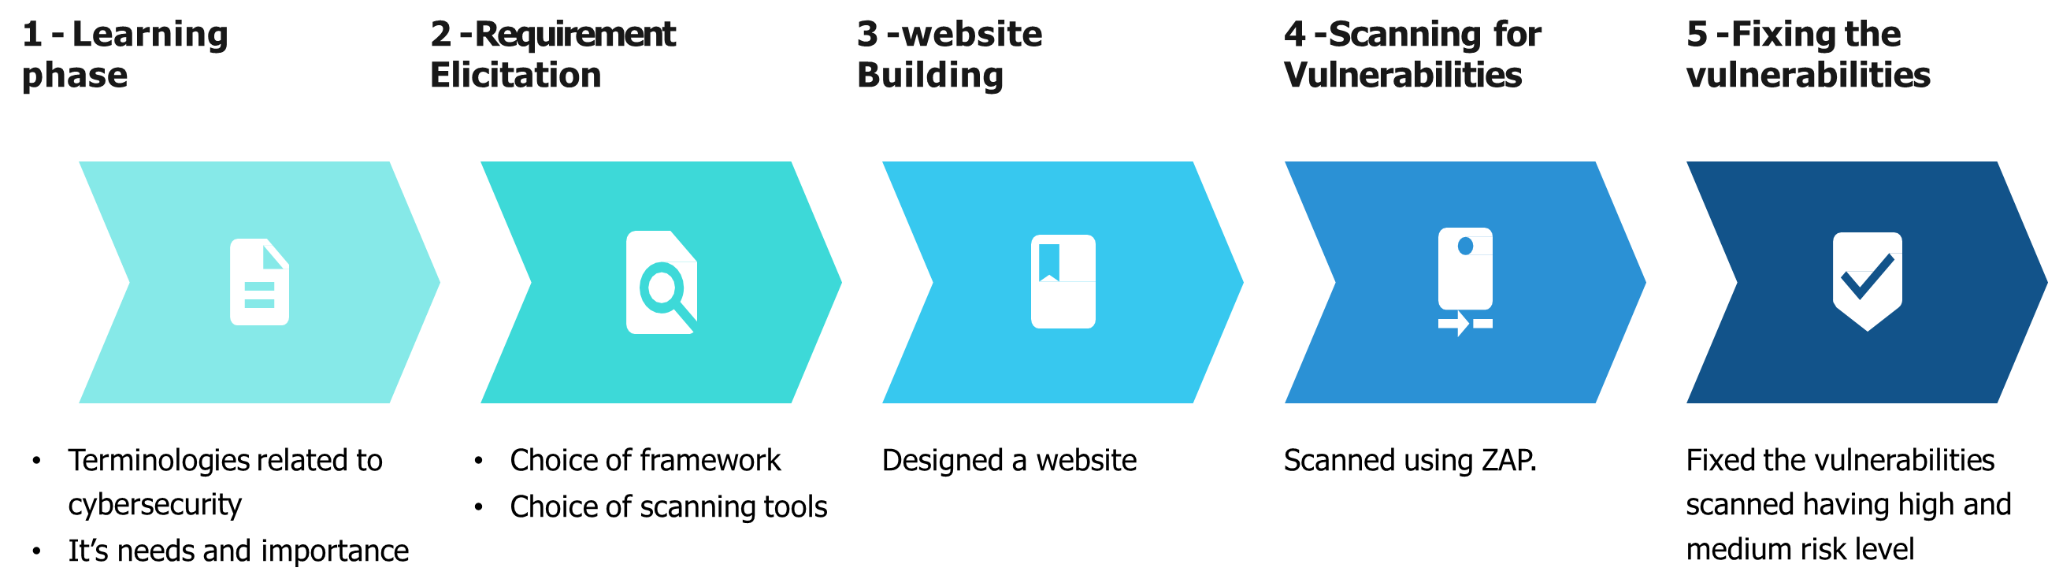 1 - Learning
phase
2 -Requirement
Elicitation
3 -website
Building
4 -Scanning for
Vulnerabilities
5 -Fixing the
vulnerabilities
• Terminologies related to
cybersecurity
• It’s needs and importance
• Choice of framework
• Choice of scanning tools
Designed a website
Scanned using ZAP.
Fixed the vulnerabilities
scanned having high and
medium risk level